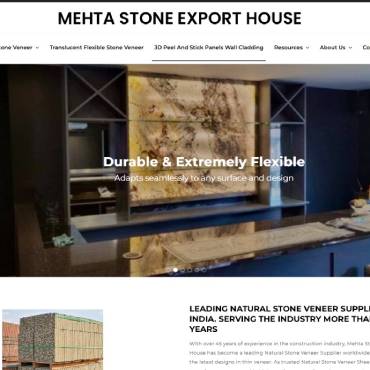 MEHTA STONE EXPORT HOUSE
tone Veneer Translucent Flexible Stone Veneer 3D Peel And Stick Panels Wall Cladding Resources About Us Co
Durable & Extremely Flexible
Adapts seamlessly to any surface and design
LEADING NATURAL STONE VENEER SUPPLI
INDIA. SERVING THE INDUSTRY MORE THA
YEARS
With over 45 years of experience in the construction industry, Mehta St
House has become a leading Natural Stone Veneer Supplier worldwide
the latest designs in thin veneer. As trusted Natural Stone Veneer Shee